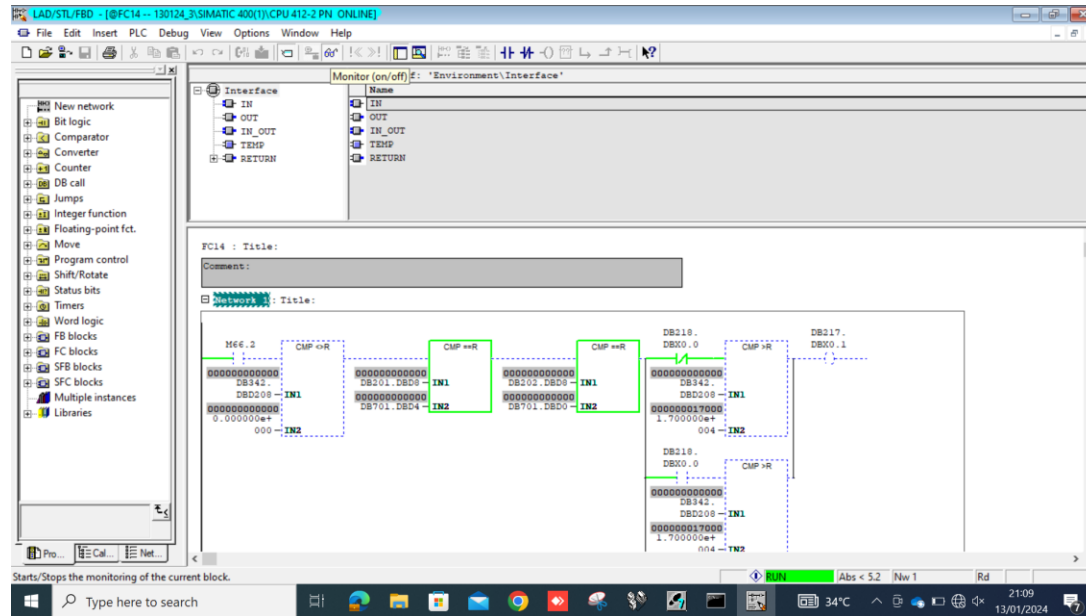 LAD/STL/FBD - [@FC14 -- 130124_3\SIMATIC 400(1)\CPU 412-2 PN ONLINE]
File Edit Insert PLC Debug View Options Window Help
Monitor (on/off)
f: 'Environment\Interface'
Interface
IN
OUT
IN_OUT
TEMP
RETURN
Name
IN
OUT
IN_OUT
TEMP
RETURN
New network
Bit logic
Comparator
Converter
Counter
DB call
Jumps
Integer function
Floating-point fct.
Move
Program control
Shift/Rotate
Status bits
Timers
Word logic
FB blocks
FC blocks
SFB blocks
SFC blocks
Multiple instances
Libraries
Pro... Cal... Net...
FC14 : Title:
Comment:
Network 1: Title:
M66.2
CMP <>R
000000000000
DB342.
DBD208 IN1
000000000000
0.000000e+
000 IN2
CMP ==R
000000000000
DB201.DBD8 IN1
000000000000
DB701.DBD4 IN2
CMP ==R
000000000000
DB202.DBD8 IN1
000000000000
DB701.DBD0 IN2
DB218.
DBX0.0
CMP >R
000000000000
DB342.
DBD208 IN1
000000017000
1.700000e+
004 IN2
DB217.
DBX0.1
DB218.
DBX0.0
CMP >R
000000000000
DB342.
DBD208 IN1
000000017000
1.700000e+
004 IN2
Starts/Stops the monitoring of the current block.
RUN Abs < 5.2 Nw 1 Rd
Type here to search
34°C
21:09
13/01/2024